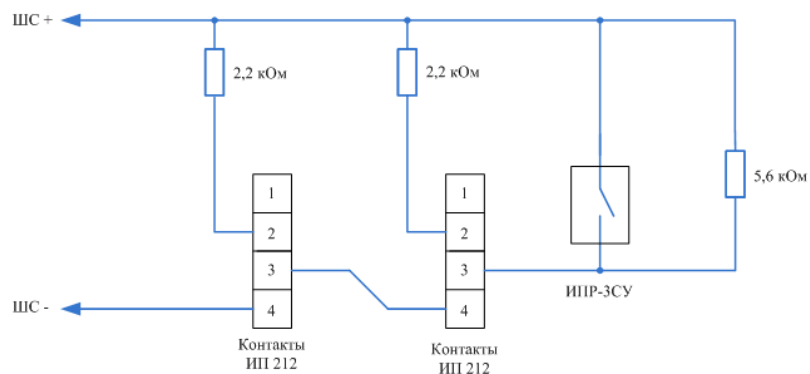 ШС +
2,2 кОм
2,2 кОм
5,6 кОм
1
2
3
4
1
2
3
4
ИПР-3СУ
ШС -
Контакты
ИП 212
Контакты
ИП 212